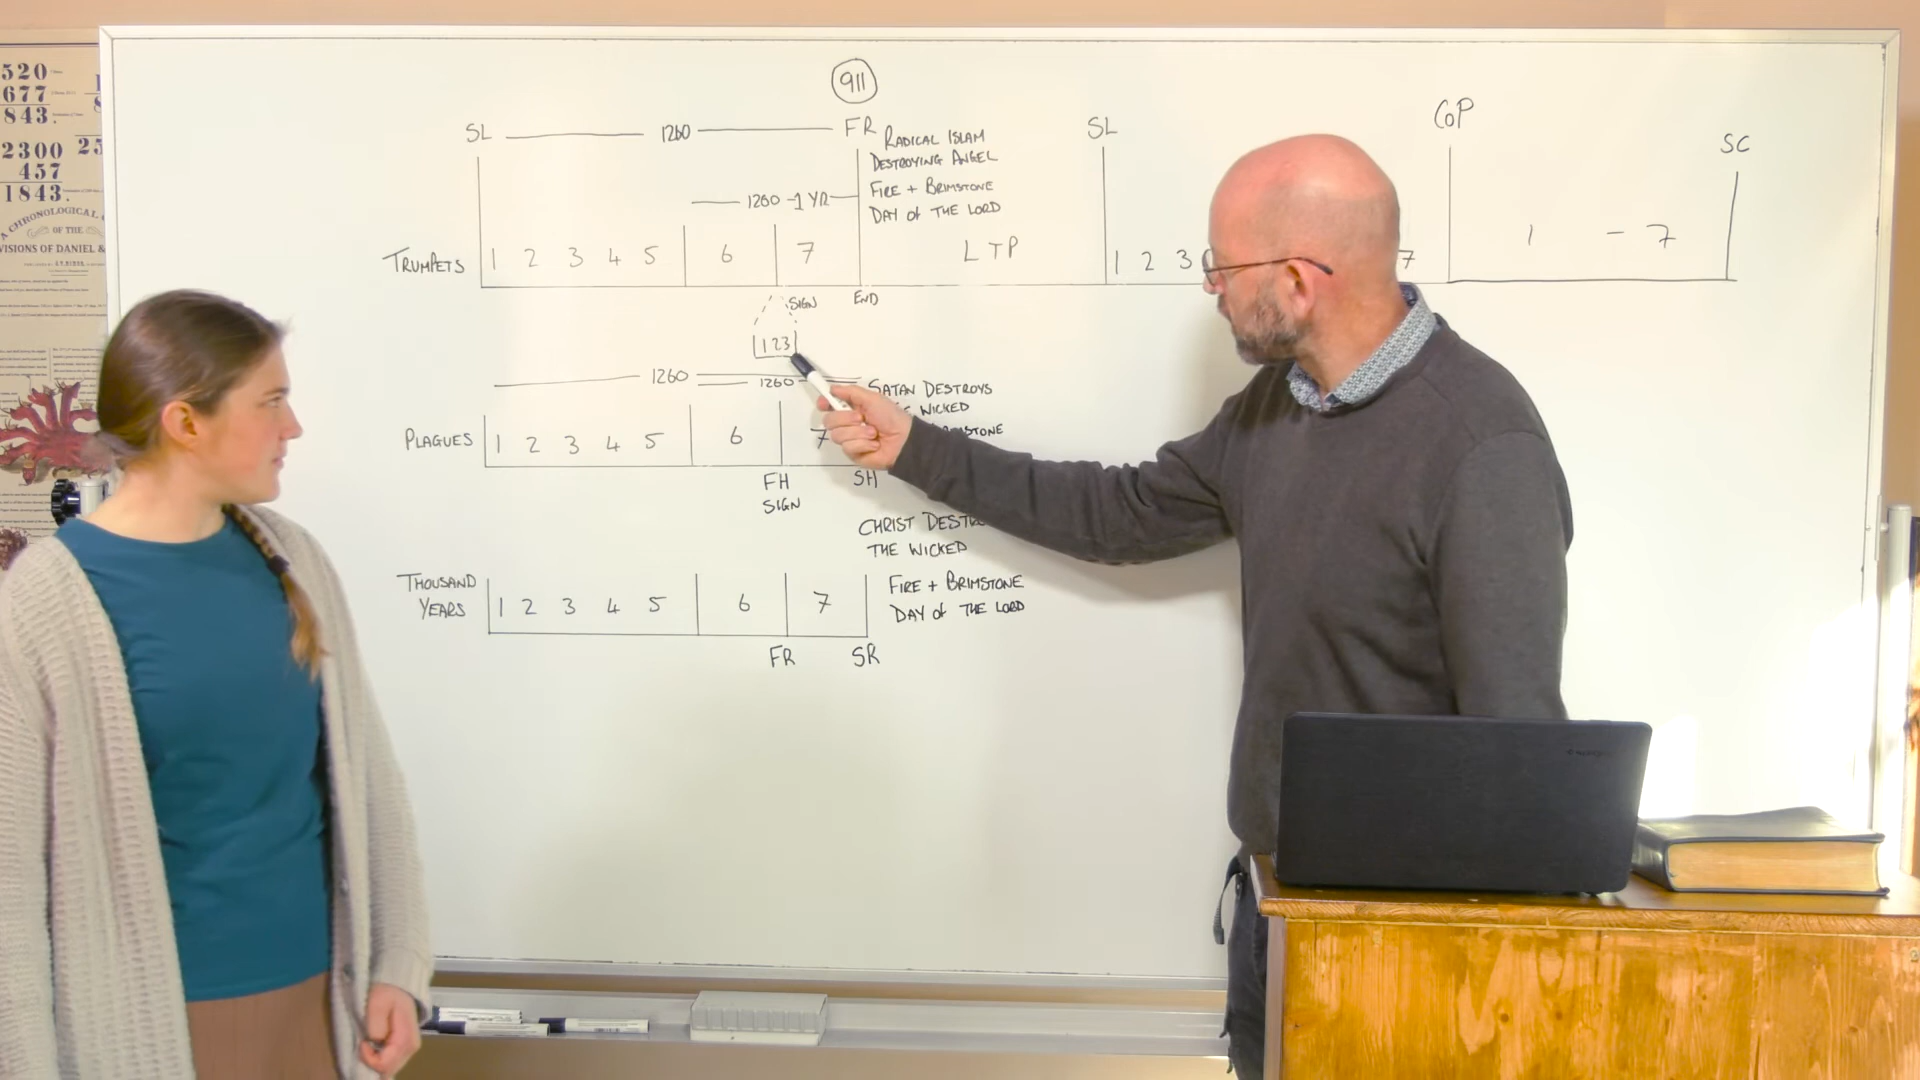 520
677
843.
2300
457
1843.
25
A CHRONOLOGICAL
OF THE
VISIONS OF DANIEL &
911
SL 1260 FR
RADICAL ISLAM
DESTROYING ANGEL
FIRE + BRIMSTONE
DAY of THE LORD
1260 -1 YR
TRUMPETS 1 2 3 4 5 6 7 LTP
SIGN END
123
SL CoP SC
1 2 3 7 1 - 7
1260
1260
SATAN DESTROYS
WICKED
PLAGUES 1 2 3 4 5 6 7
FH SH
SIGN
CHRIST
THE WICKED
THOUSAND
YEARS 1 2 3 4 5 6 7
FIRE + BRIMSTONE
DAY of THE LORD
FR SR